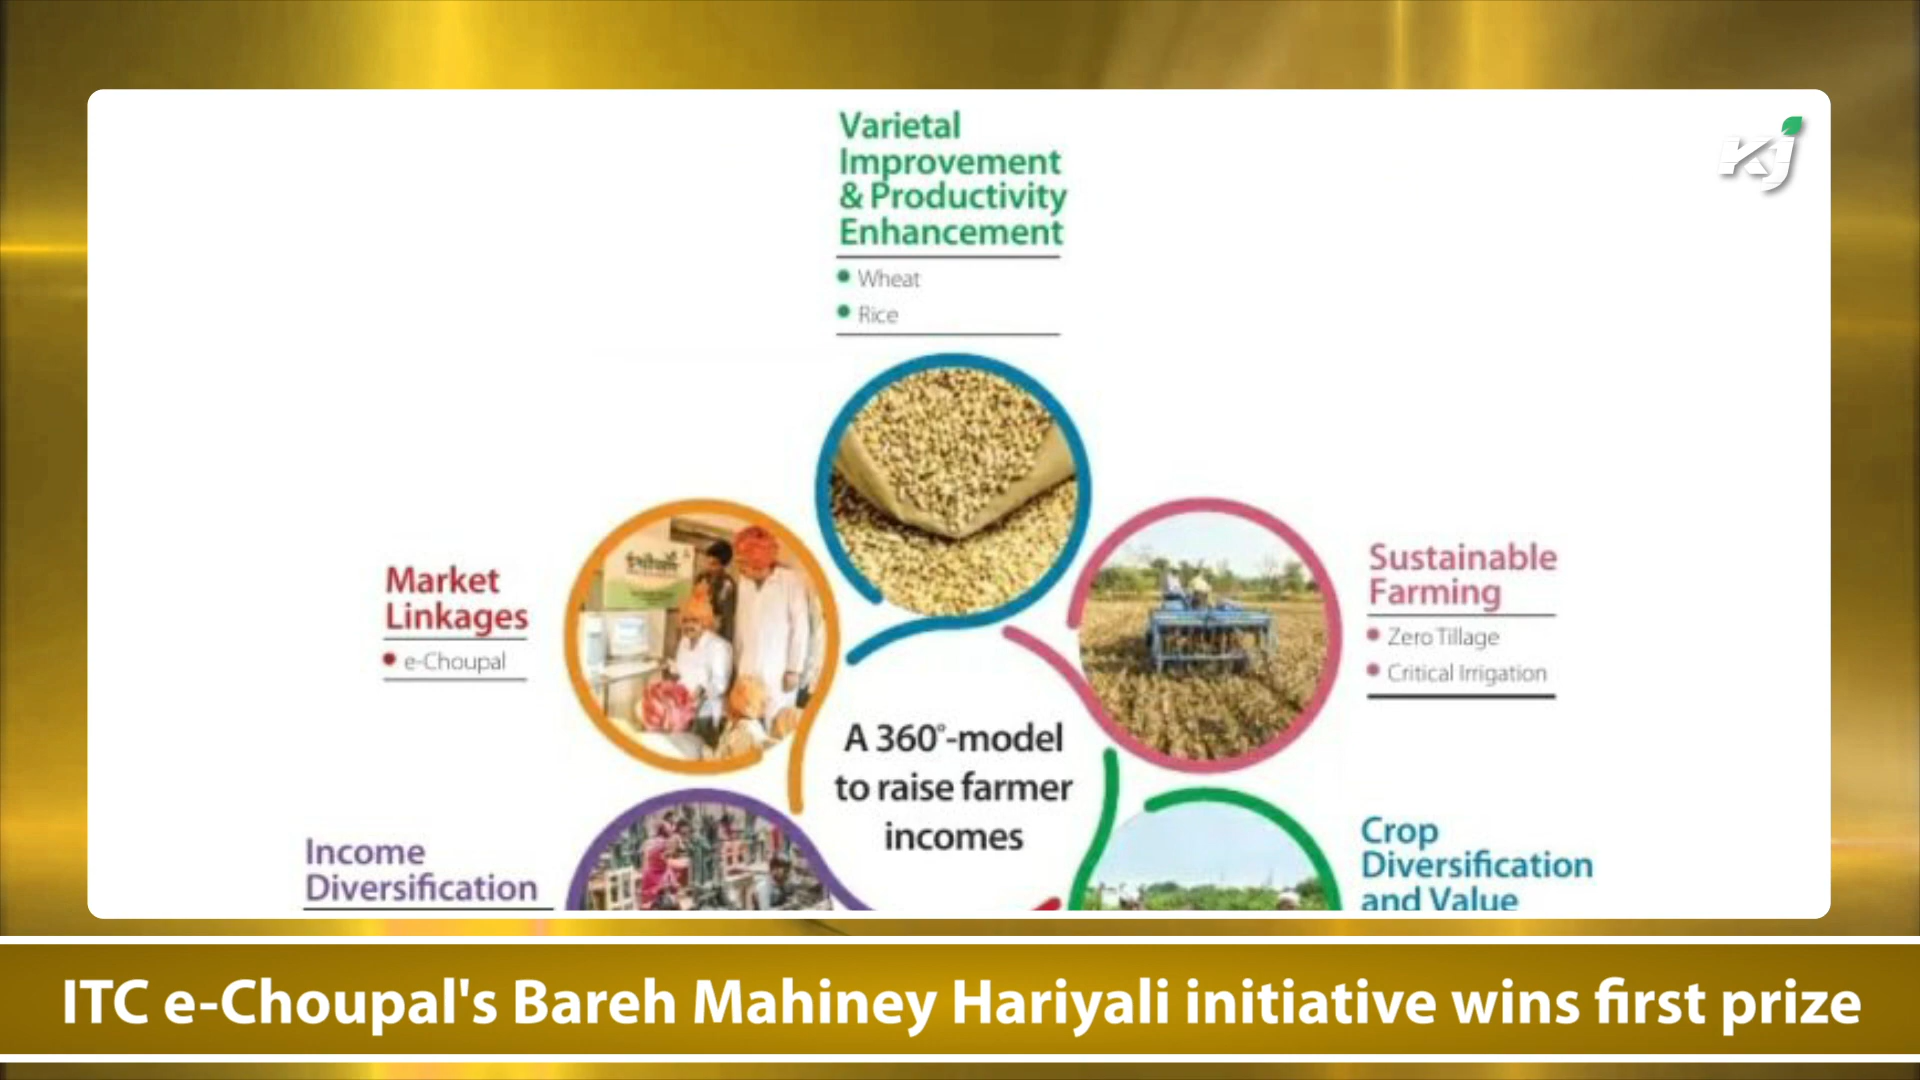 Varietal
Improvement
& Productivity
Enhancement
Wheat
Rice
KJ
Market
Linkages
e-Choupal
Sustainable
Farming
Zero Tillage
Critical Irrigation
A 360°-model
to raise farmer
incomes
Income
Diversification
Crop
Diversification
and Value
ITC e-Choupal's Bareh Mahiney Hariyali initiative wins first prize